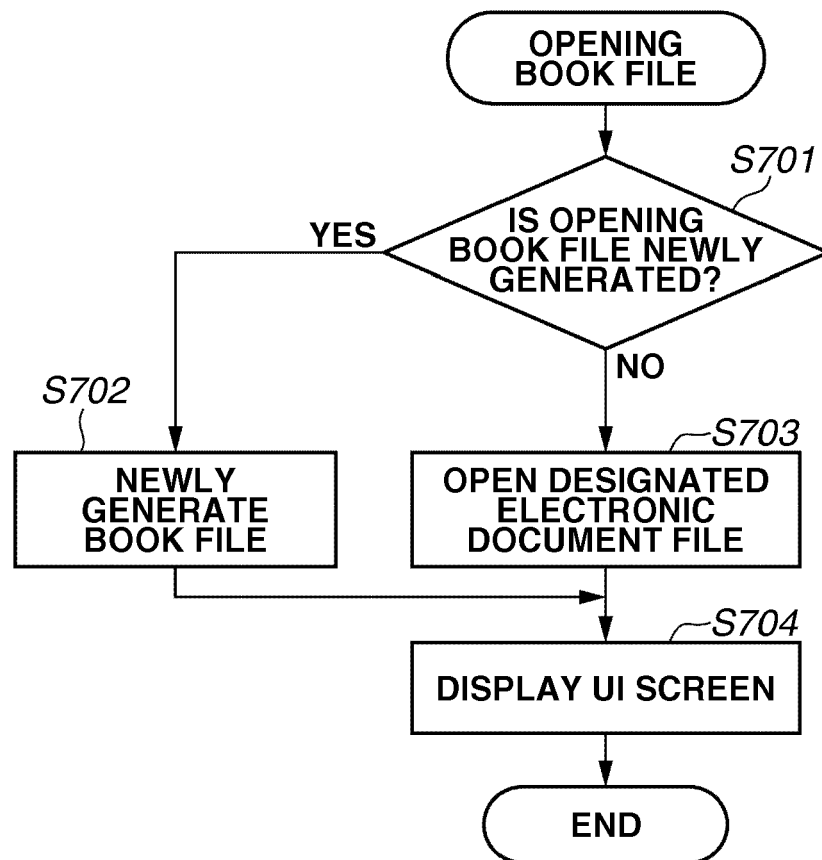 OPENING
BOOK FILE
S701
IS OPENING
BOOK FILE NEWLY
GENERATED?
YES
NO
S702
NEWLY
GENERATE
BOOK FILE
S703
OPEN DESIGNATED
ELECTRONIC
DOCUMENT FILE
S704
DISPLAY UI SCREEN
END